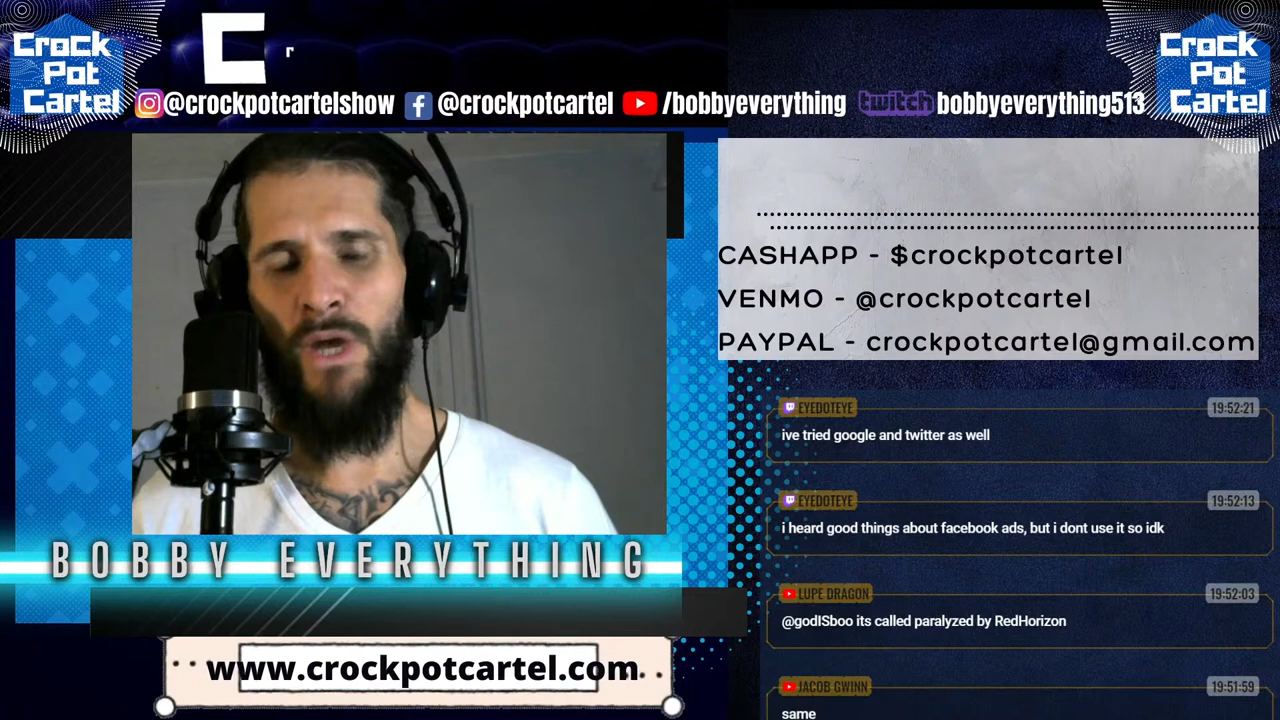 Crock
Pot
Cartel
C r
@crockpotcartelshow @crockpotcartel /bobbyeverything twitch bobbyeverything513
Crock
Pot
Cartel
CASHAPP - $crockpotcartel
VENMO - @crockpotcartel
PAYPAL - crockpotcartel@gmail.com
EYEDOTEYE 19:52:21
ive tried google and twitter as well
EYEDOTEYE 19:52:13
i heard good things about facebook ads, but i dont use it so idk
LUPE DRAGON 19:52:03
@godISboo its called paralyzed by RedHorizon
JACOB GWINN 19:51:59
same
BOBBY EVERYTHING
www.crockpotcartel.com